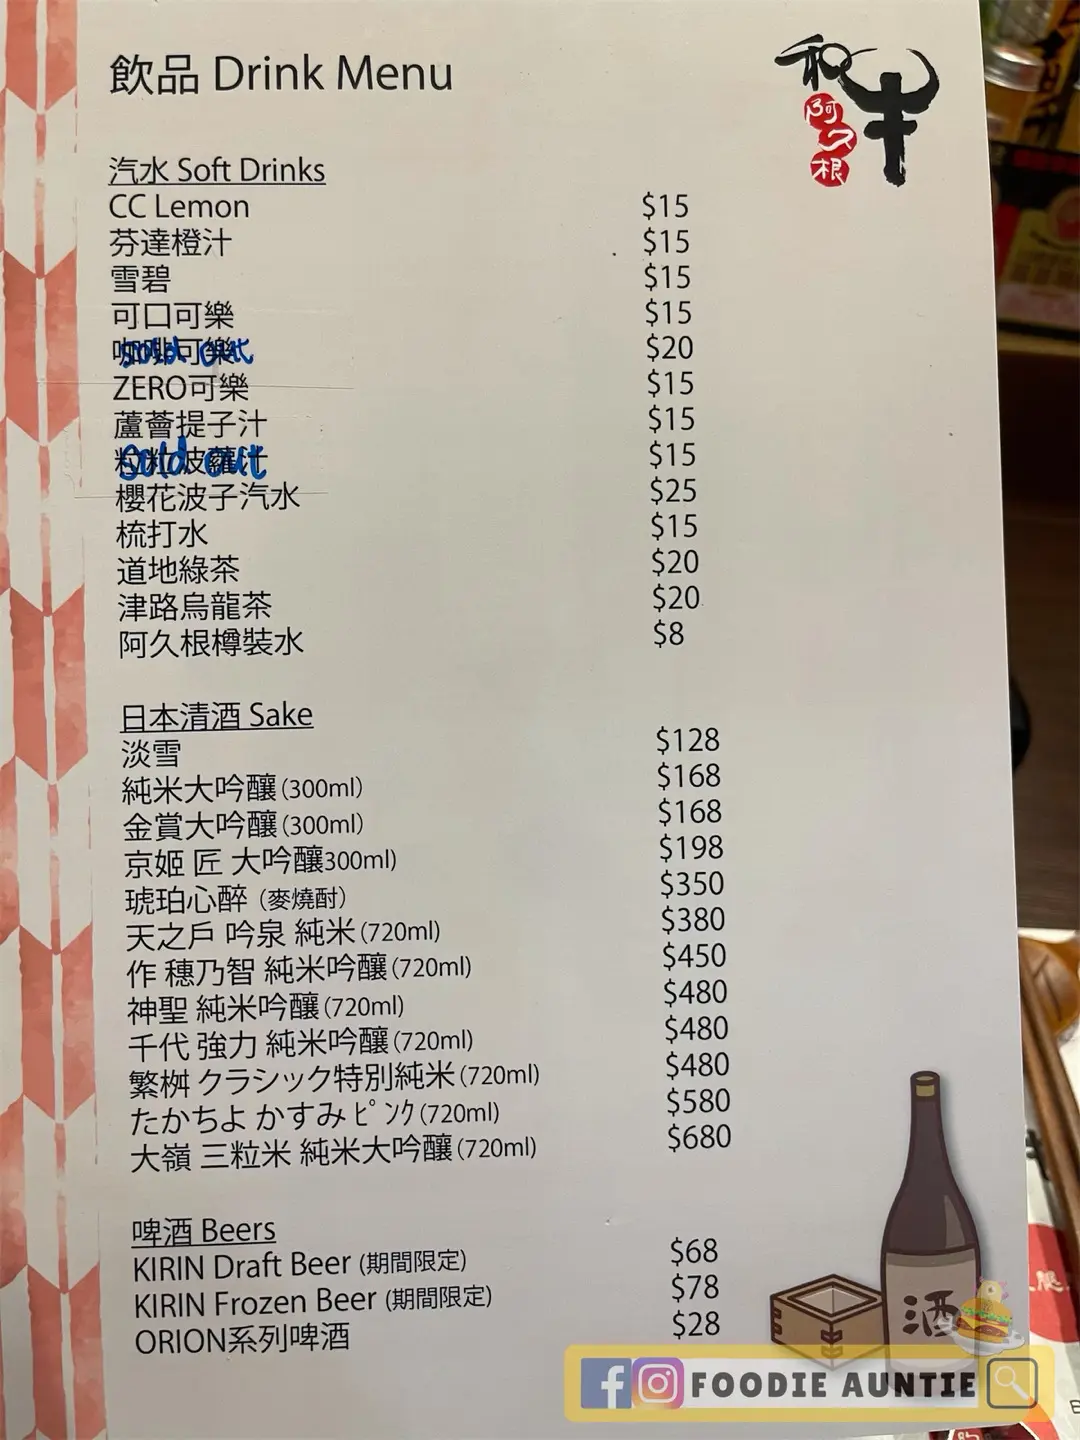 飲品 Drink Menu
和牛
阿久根
汽水 Soft Drinks
CC Lemon $15
芬達橙汁 $15
雪碧 $15
可口可樂 $15
咖啡可樂 $20
sold out
ZERO可樂 $15
蘆薈提子汁 $15
粒粒波蘿汁 $15
sold out
櫻花波子汽水 $25
梳打水 $15
道地綠茶 $20
津路烏龍茶 $20
阿久根樽裝水 $8
日本清酒 Sake
淡雪 $128
純米大吟釀(300ml) $168
金賞大吟釀(300ml) $168
京姬 匠 大吟釀300ml) $198
琥珀心醉（麥燒酎） $350
天之戶 吟泉 純米(720ml) $380
作 穗乃智 純米吟釀(720ml) $450
神聖 純米吟釀(720ml) $480
千代 強力 純米吟釀(720ml) $480
繁桝 クラシック特別純米(720ml) $480
たかちよ かすみピンク(720ml) $580
大嶺 三粒米 純米大吟釀(720ml) $680
啤酒 Beers
KIRIN Draft Beer (期間限定) $68
KIRIN Frozen Beer (期間限定) $78
ORION系列啤酒 $28
酒
FOODIE AUNTIE